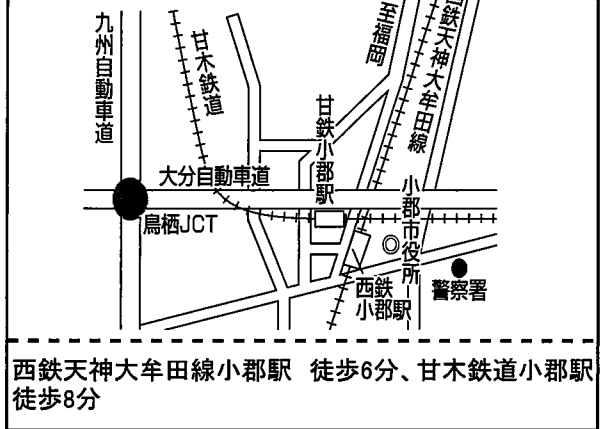 九州自動車道
甘木鉄道
至福岡
西鉄天神大牟田線
甘鉄小郡駅
大分自動車道
鳥栖JCT
小郡市役所
西鉄
小郡駅
警察署
西鉄天神大牟田線小郡駅 徒歩6分、甘木鉄道小郡駅
徒歩8分